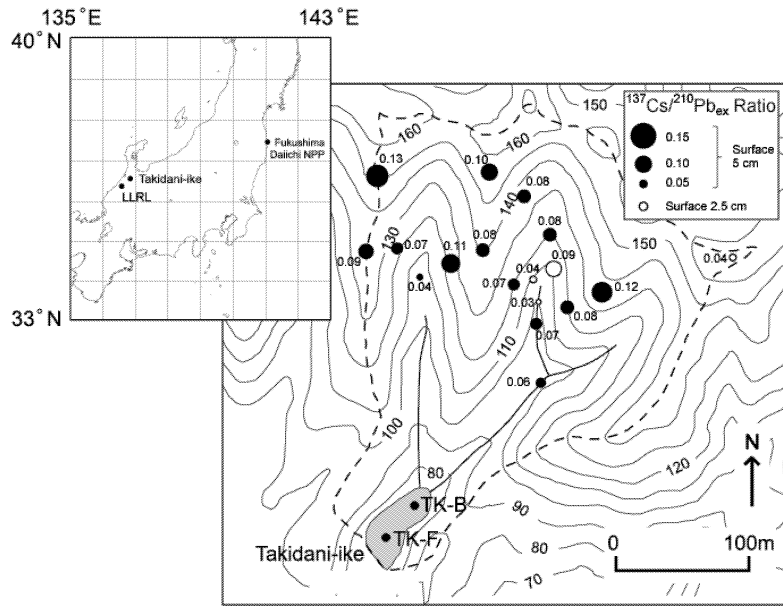 135°E
143°E
40°N
33°N
Fukushima
Daiichi NPP
Takidani-ike
LLRL
137Cs/210Pbex Ratio
0.15
0.10
0.05
Surface
5 cm
Surface 2.5 cm
150
160
160
150
140
150
130
110
100
80
120
90
80
70
0.13
0.10
0.08
0.08
0.07
0.09
0.11
0.08
0.04
0.09
0.04
0.07
0.03
0.12
0.08
0.07
0.06
0.04
TK-B
TK-F
Takidani-ike
N
0
100m